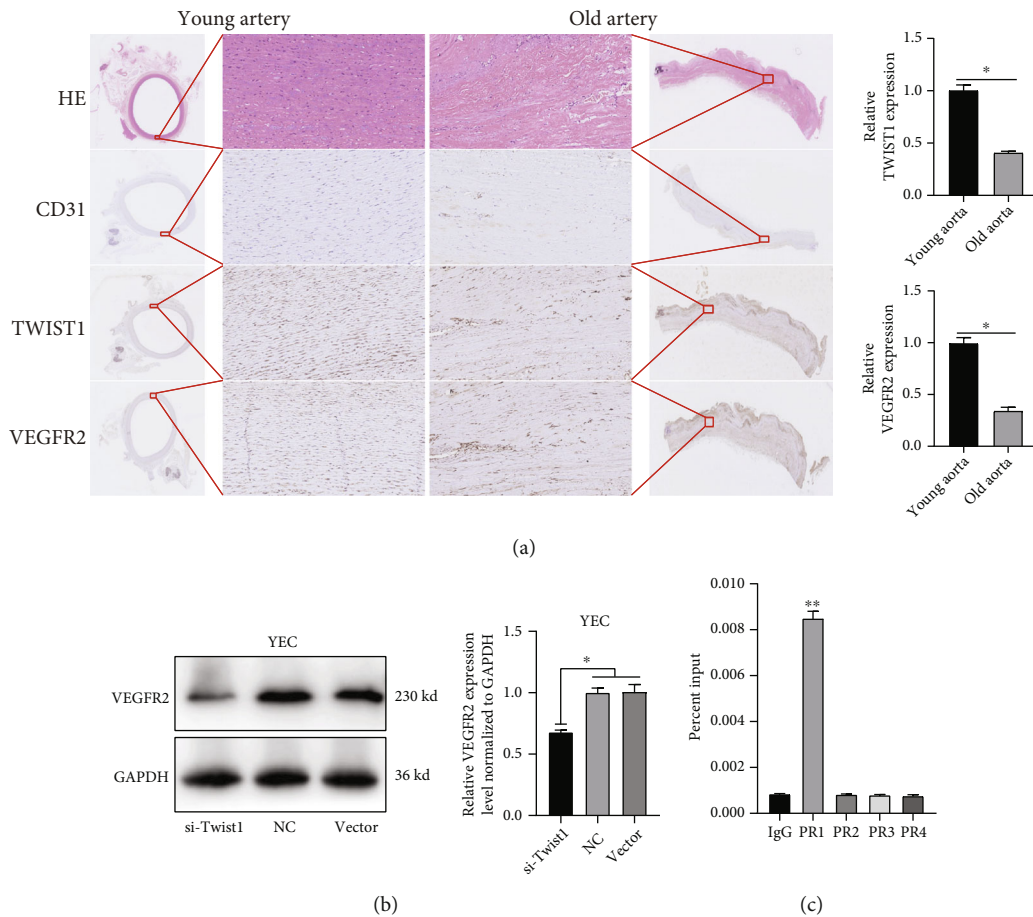 Young artery
Old artery
HE
CD31
TWIST1
VEGFR2
Relative
TWIST1 expression
1.5
1.0
0.5
0.0
*
Young aorta
Old aorta
Relative
VEGFR2 expression
1.5
1.0
0.5
0.0
*
Young aorta
Old aorta
(a)
YEC
VEGFR2
230 kd
GAPDH
36 kd
si-Twist1
NC
Vector
YEC
Relative VEGFR2 expression
level normalized to GAPDH
1.5
1.0
0.5
0.0
*
si-Twist1
NC
Vector
(b)
Percent input
0.010
0.008
0.006
0.004
0.002
0.000
**
IgG
PR1
PR2
PR3
PR4
(c)